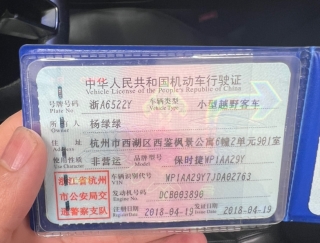 中华人民共和国机动车行驶证
Vehicle License of the People's Republic of China
号牌号码 浙A6522Y 车辆类型 小型越野客车
Plate No. Vehicle Type
所有人 杨绿绿
Owner
住址 杭州市西湖区西鉴枫景公寓6幢2单元901室
Address
使用性质 非营运 品牌型号 保时捷WP1AA29Y
Use Character Model
浙江省杭州市公安局交通警察支队
车辆识别代号 WP1AA29Y7JDA02763
VIN
发动机号码 DCB003896
Engine No.
注册日期 2018-04-19 发证日期 2018-04-19
Register Date Issue Date